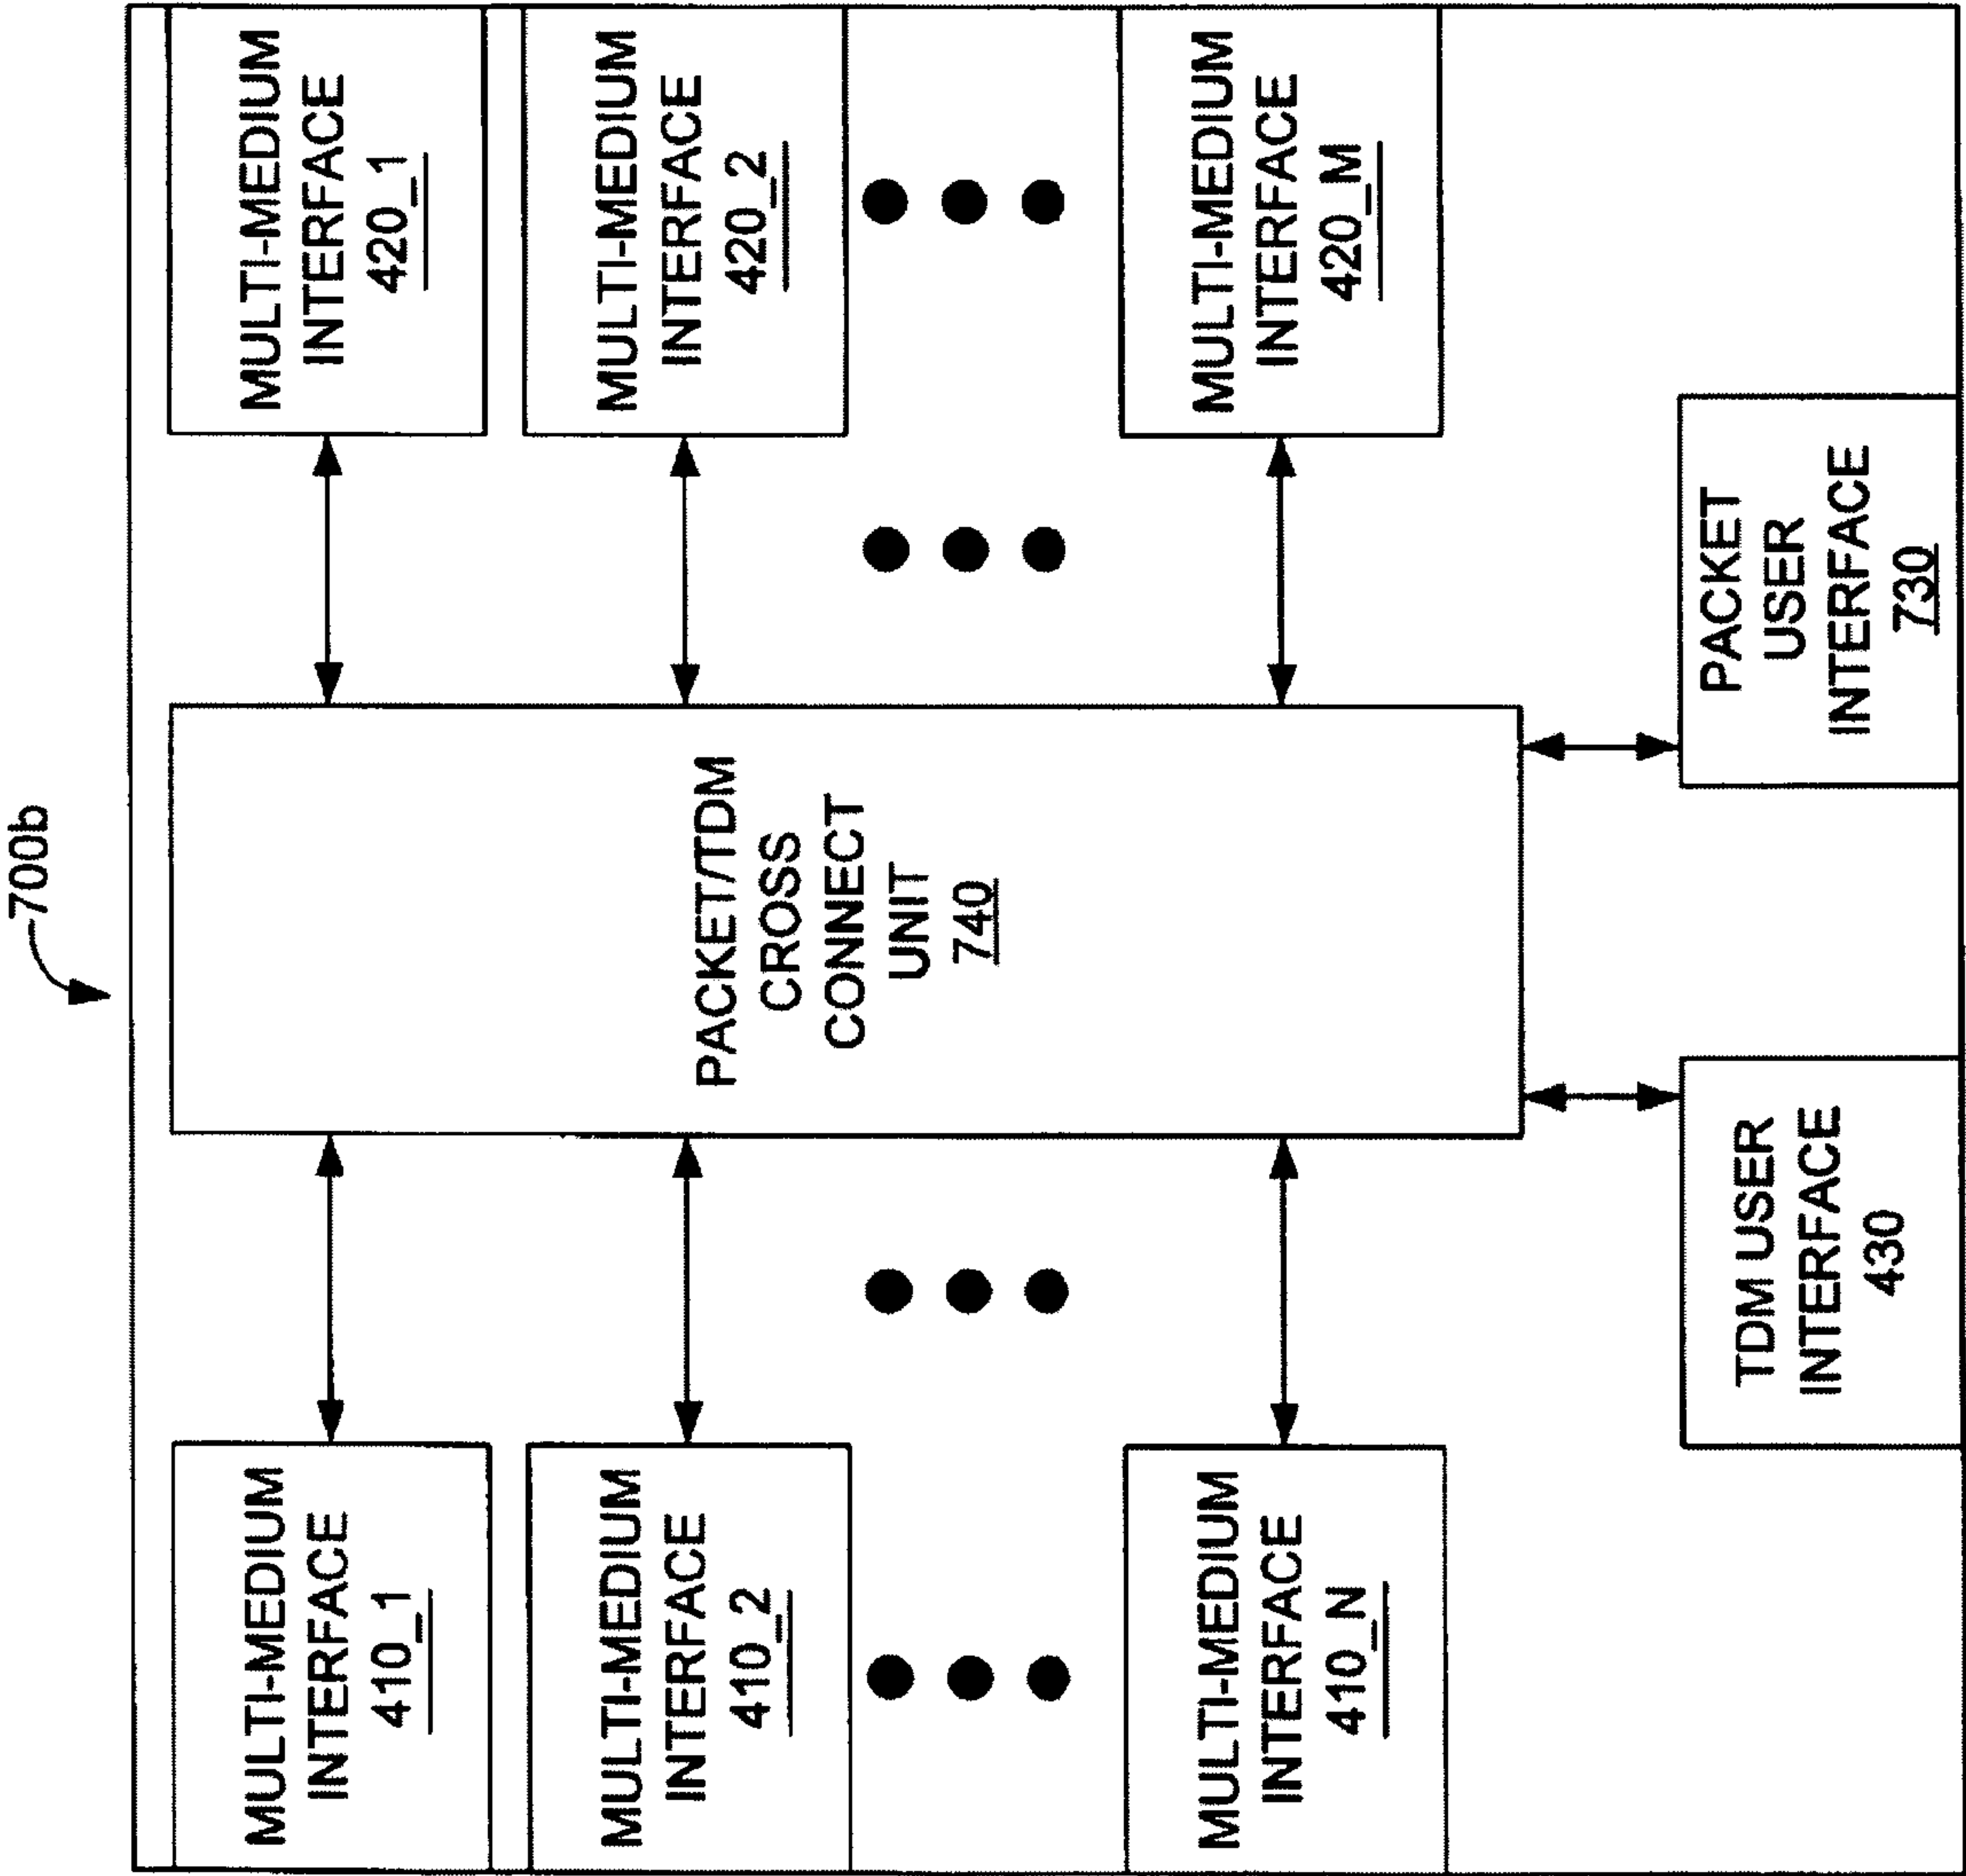 700b
MULTI-MEDIUM
INTERFACE
410_1
MULTI-MEDIUM
INTERFACE
410_2
MULTI-MEDIUM
INTERFACE
410_N
PACKET/TDM
CROSS
CONNECT
UNIT
740
MULTI-MEDIUM
INTERFACE
420_1
MULTI-MEDIUM
INTERFACE
420_2
MULTI-MEDIUM
INTERFACE
420_M
TDM USER
INTERFACE
430
PACKET
USER
INTERFACE
730